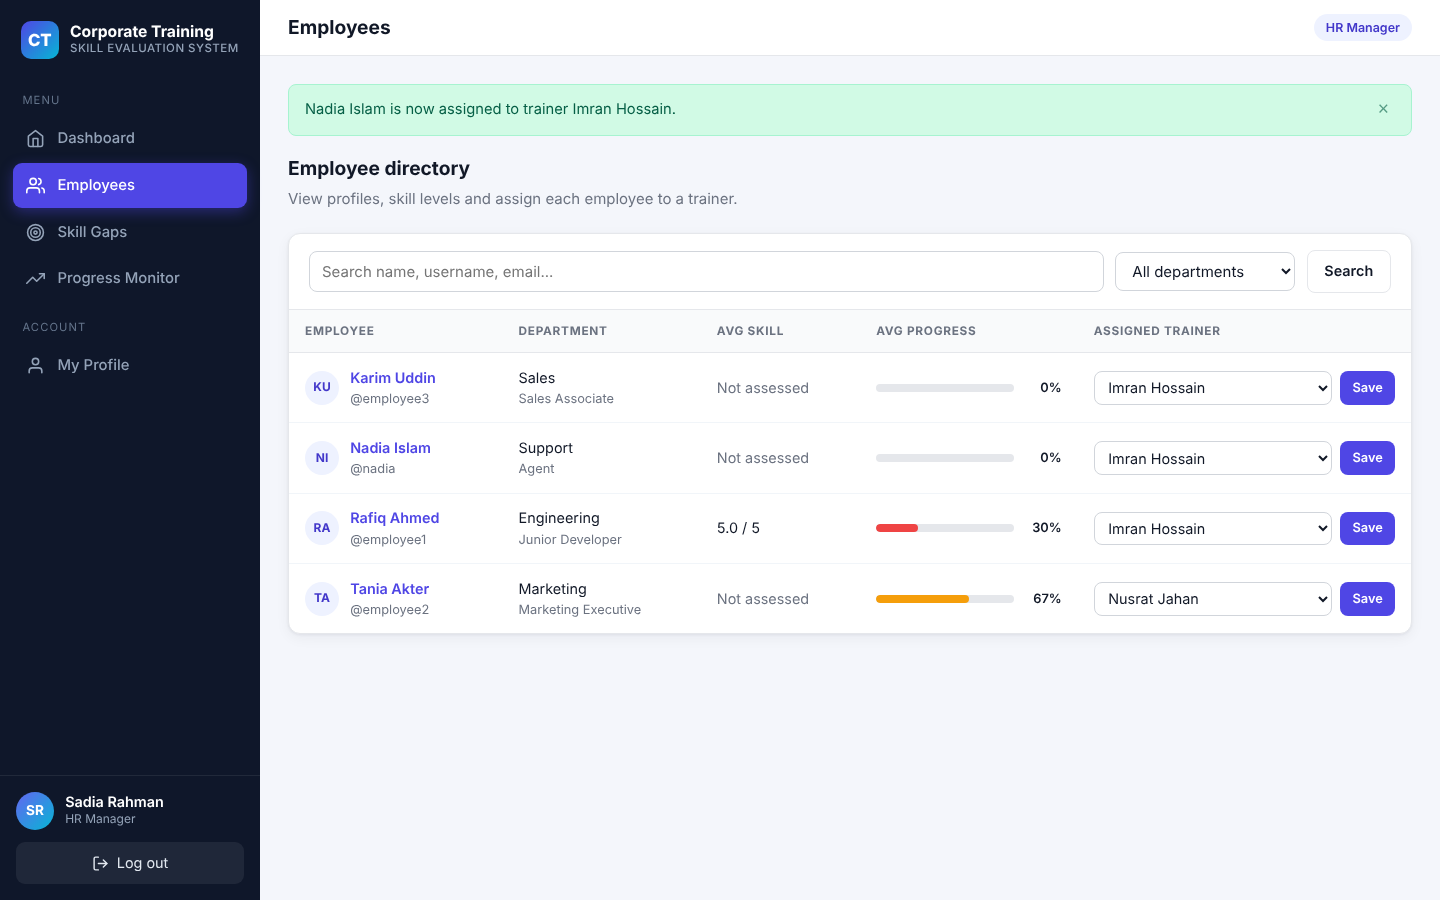 CT
Corporate Training
SKILL EVALUATION SYSTEM
MENU
Dashboard
Employees
Skill Gaps
Progress Monitor
ACCOUNT
My Profile
SR
Sadia Rahman
HR Manager
Log out
Employees
HR Manager
Nadia Islam is now assigned to trainer Imran Hossain. ×
Employee directory
View profiles, skill levels and assign each employee to a trainer.
Search name, username, email... All departments Search
EMPLOYEE DEPARTMENT AVG SKILL AVG PROGRESS ASSIGNED TRAINER
KU Karim Uddin Sales Not assessed 0% Imran Hossain Save
@employee3 Sales Associate
NI Nadia Islam Support Not assessed 0% Imran Hossain Save
@nadia Agent
RA Rafiq Ahmed Engineering 5.0 / 5 30% Imran Hossain Save
@employee1 Junior Developer
TA Tania Akter Marketing Not assessed 67% Nusrat Jahan Save
@employee2 Marketing Executive